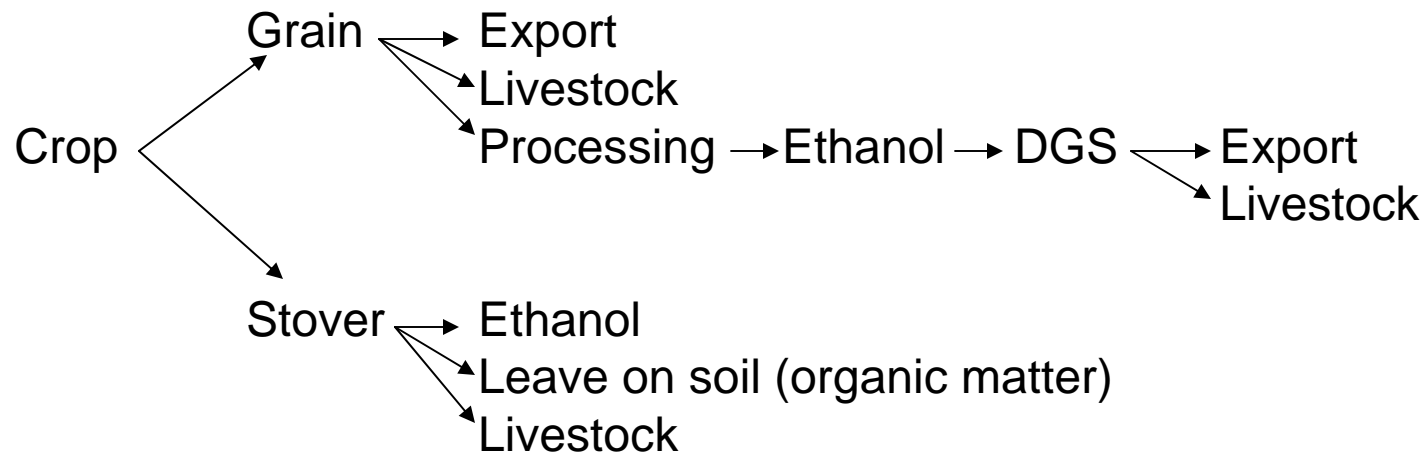 Grain Export
Livestock
Crop Processing Ethanol DGS Export
Livestock
Stover Ethanol
Leave on soil (organic matter)
Livestock